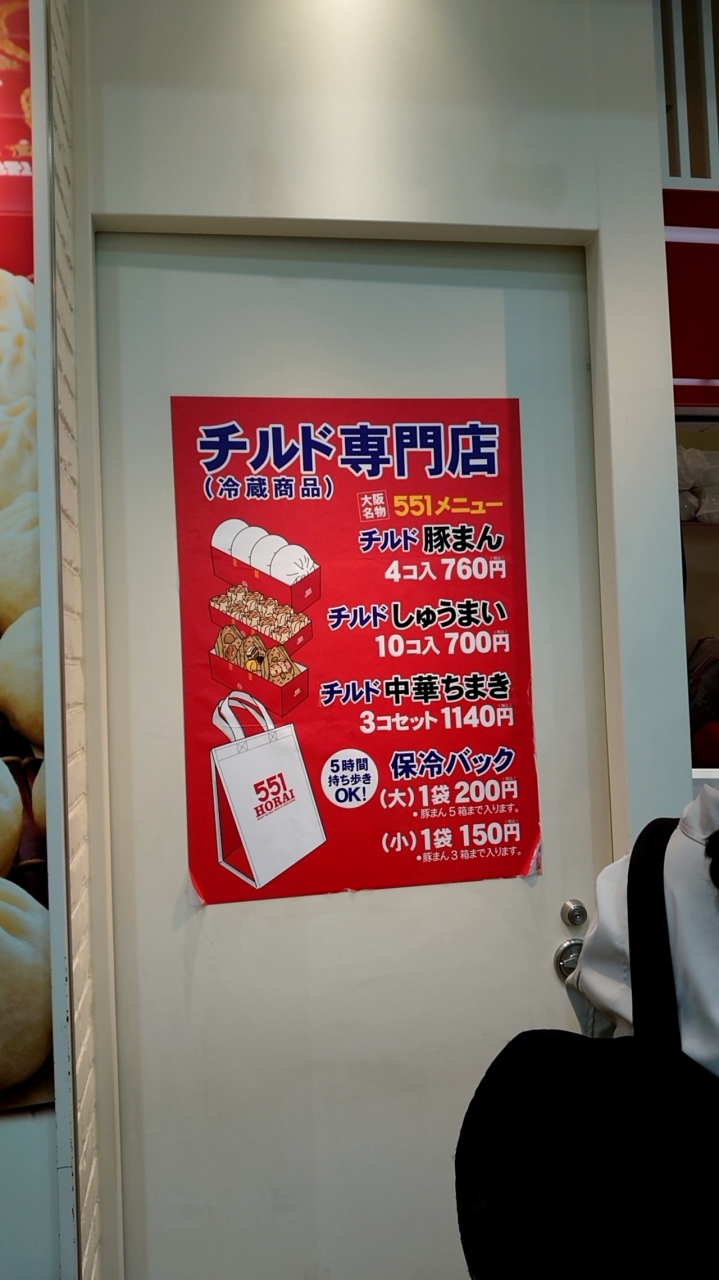 チルド専門店
(冷蔵商品)
大阪
名物
551メニュー
チルド豚まん
4コ入 760円
チルドしゅうまい
10コ入 700円
チルド中華ちまき
3コセット 1140円
5時間
持ち歩き
OK!
保冷バック
(大)1袋 200円
•豚まん5箱まで入ります。
(小)1袋 150円
•豚まん3箱まで入ります。
551
HORAI